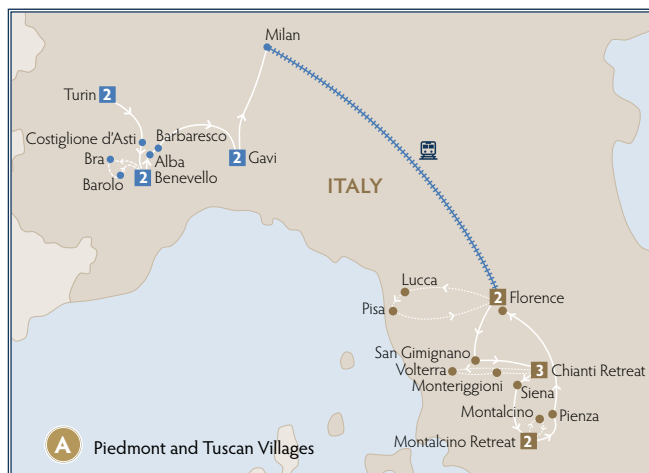 Milan
Turin 2
Costiglione d'Asti
Barbaresco
Bra
Alba
2 Gavi
Barolo
2 Benevello
ITALY
Lucca
2 Florence
Pisa
San Gimignano
Volterra
3 Chianti Retreat
Monteriggioni
Siena
Montalcino
Pienza
Montalcino Retreat 2
A Piedmont and Tuscan Villages